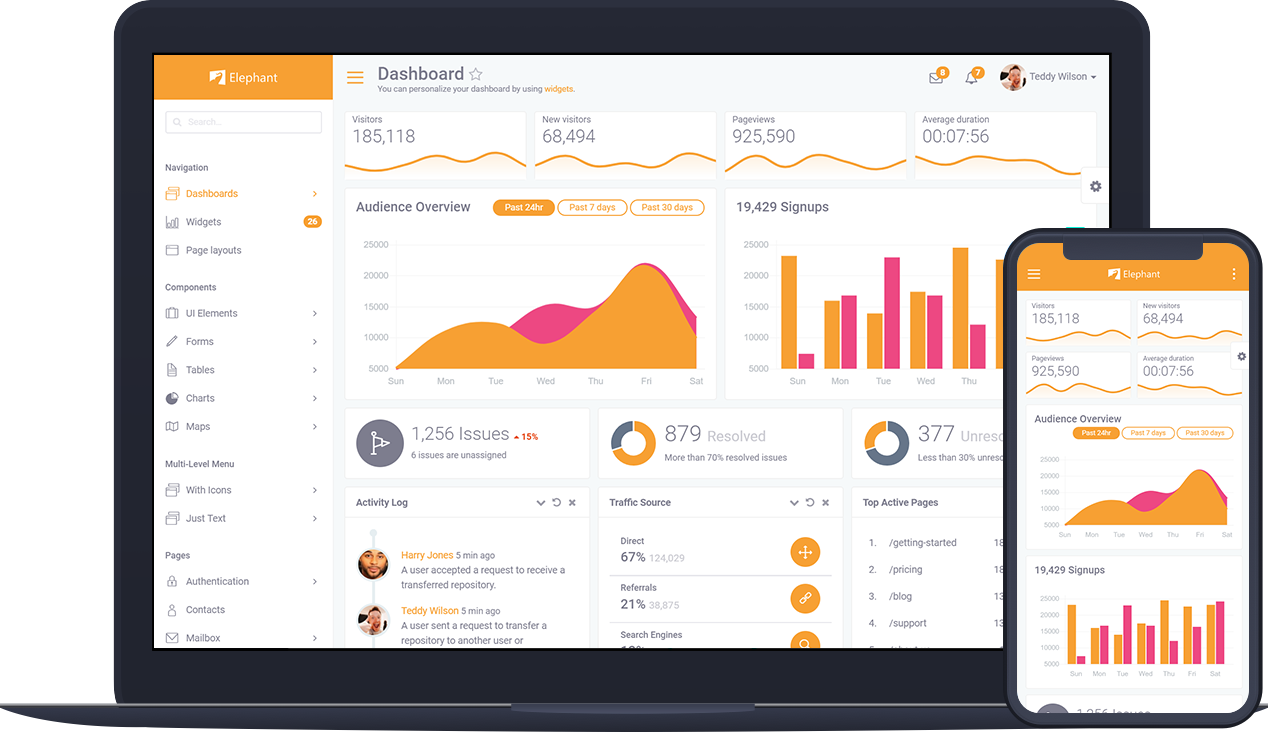 Elephant
Dashboard
You can personalize your dashboard by using widgets.
8
7
Teddy Wilson
Search...
Navigation
Dashboards
Widgets
26
Page layouts
Components
UI Elements
Forms
Tables
Charts
Maps
Multi-Level Menu
With Icons
Just Text
Pages
Authentication
Contacts
Mailbox
Visitors
185,118
New visitors
68,494
Pageviews
925,590
Average duration
00:07:56
Audience Overview
Past 24hr
Past 7 days
Past 30 days
25000
20000
15000
10000
5000
Sun Mon Tue Wed Thu Fri Sat
19,429 Signups
25000
20000
15000
10000
5000
Sun Mon Tue Wed Thu
1,256 Issues
15%
6 issues are unassigned
879 Resolved
More than 70% resolved issues
377
Less than 30%
Activity Log
Harry Jones 5 min ago
A user accepted a request to receive a
transferred repository.
Teddy Wilson 5 min ago
A user sent a request to transfer a
repository to another user or
Traffic Source
Direct
67% 124,029
Referrals
21% 38,875
Search Engines
Top Active Pages
1. /getting-started
2. /pricing
3. /blog
4. /support
Elephant
Visitors
185,118
New visitors
68,494
Pageviews
925,590
Average duration
00:07:56
Audience Overview
Past 24hr
Past 7 days
Past 30 days
25000
20000
15000
10000
5000
Sun Mon Tue Wed Thu Fri Sat
19,429 Signups
25000
20000
15000
10000
5000
Sun Mon Tue Wed Thu Fri Sat
1,256 Issues